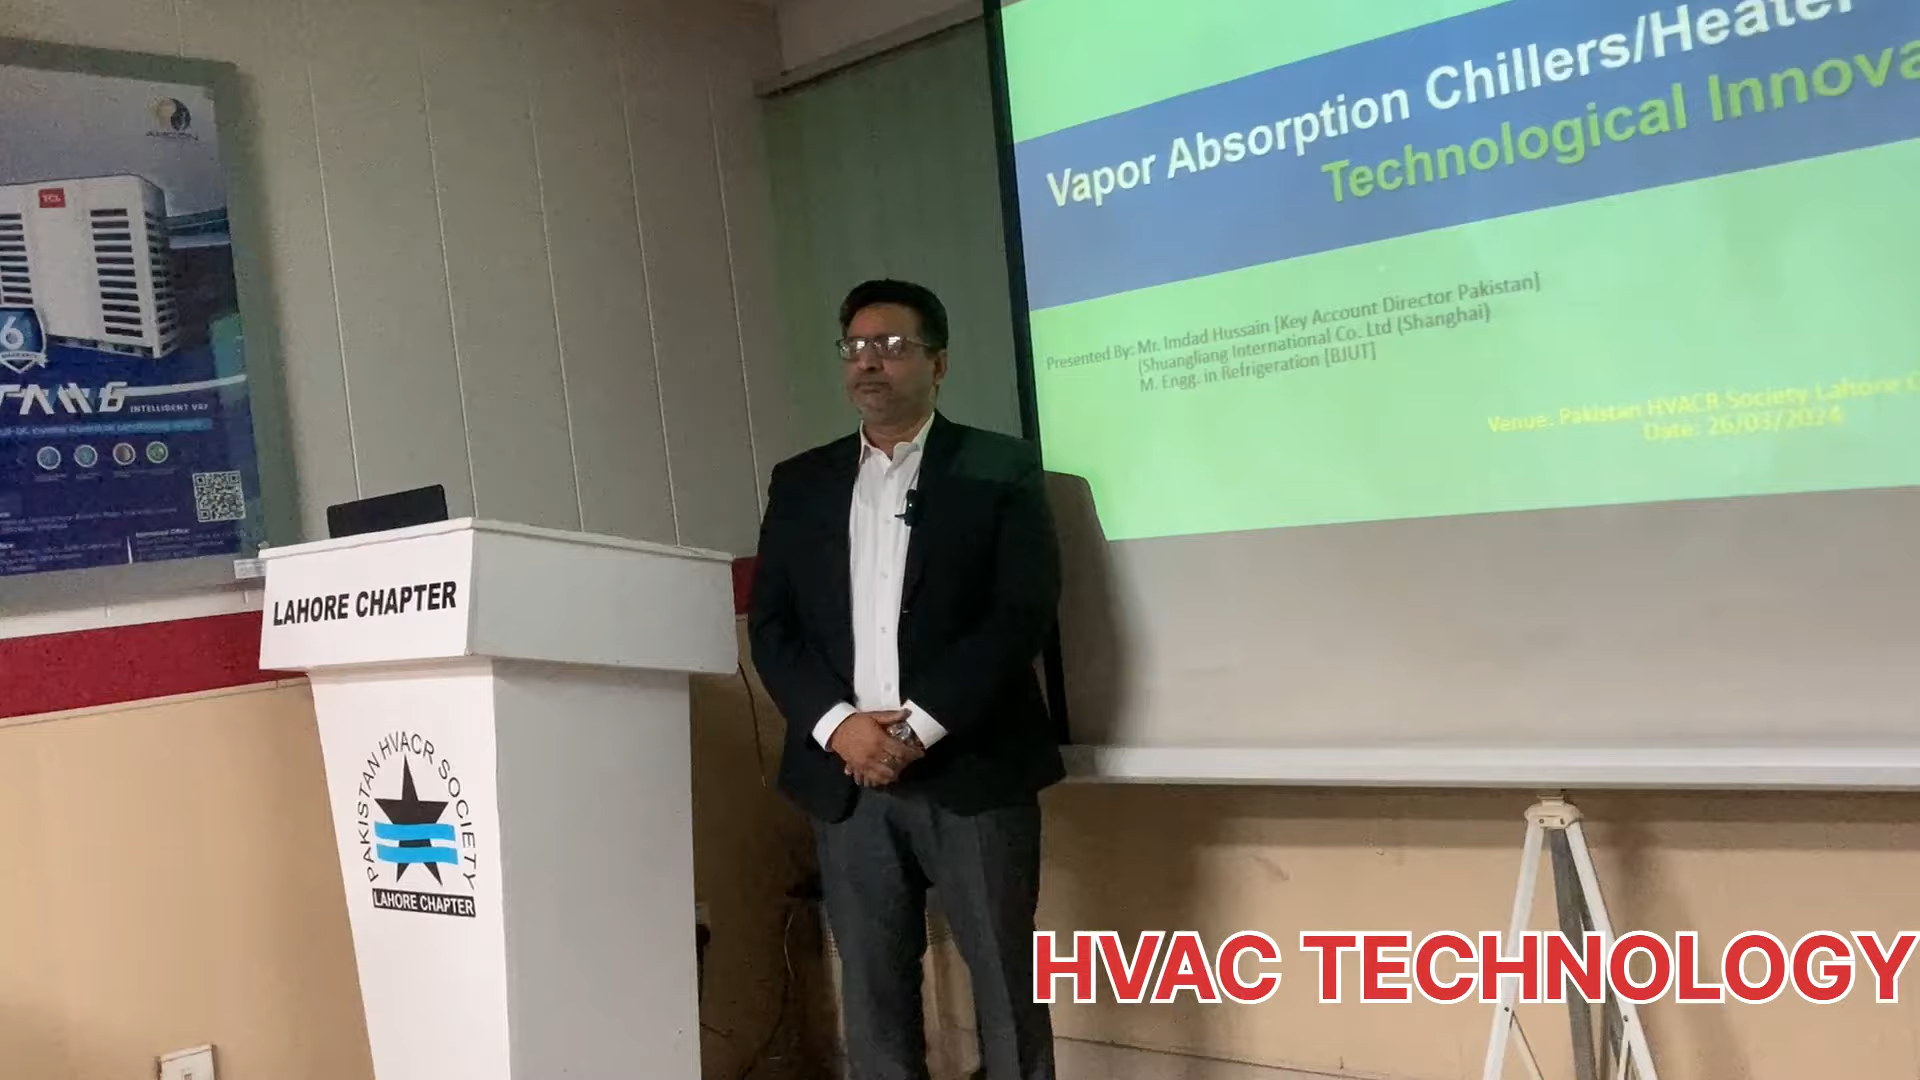 Vapor Absorption Chillers/Heater
Technological Innova
Presented By: Mr. Imdad Hussain [Key Account Director Pakistan]
(Shuangliang International Co. Ltd (Shanghai)
M. Engg. in Refrigeration [BJUT]
Venue: Pakistan HVACR Society Lahore C
Date: 26/03/2024
TCL
6
INTELLIGENT VRF
LAHORE CHAPTER
PAKISTAN HVACR SOCIETY
LAHORE CHAPTER
HVAC TECHNOLOGY